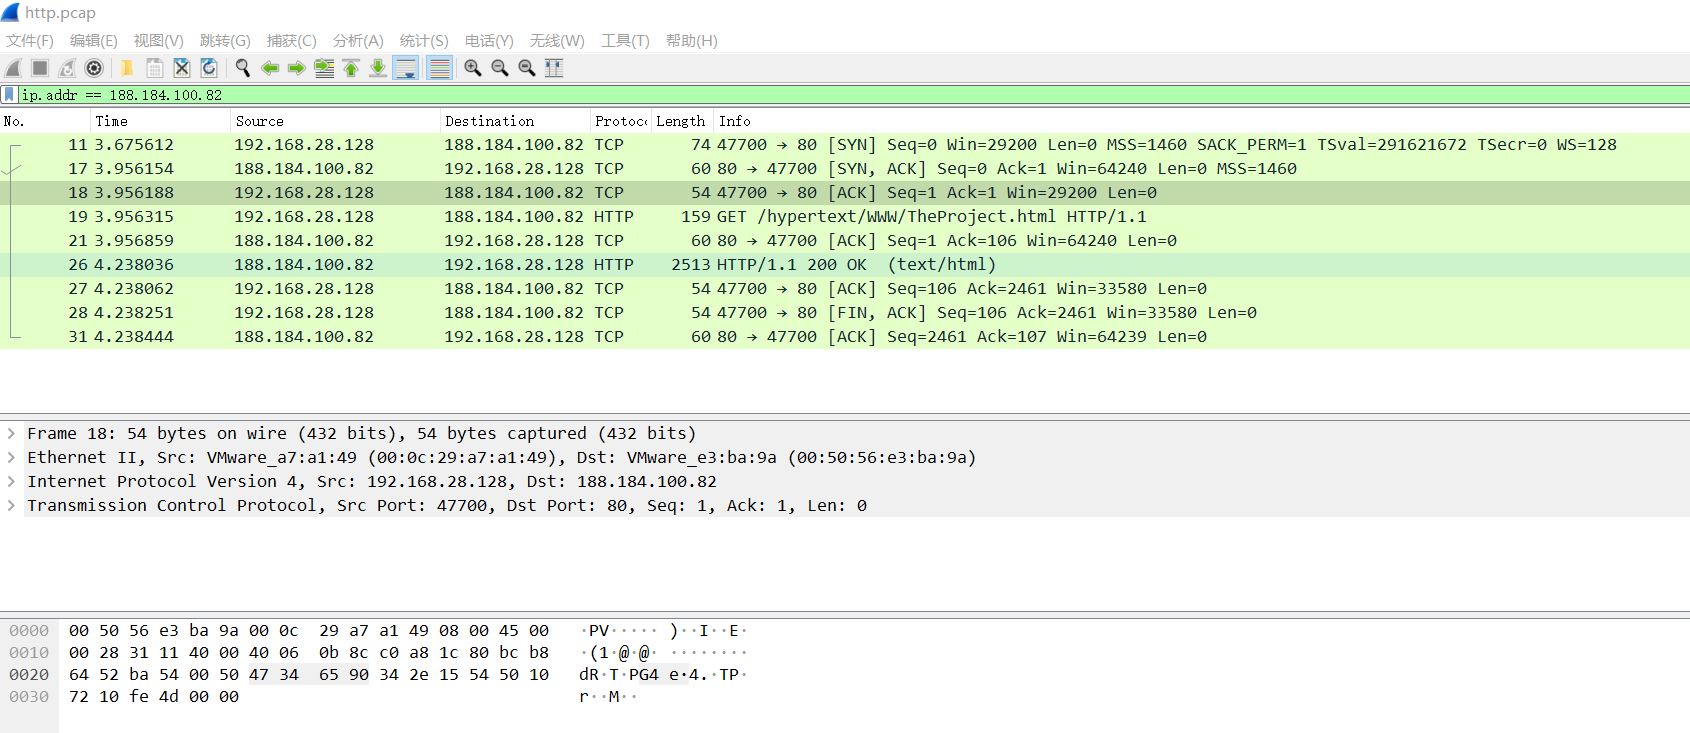 http.pcap
文件(F) 编辑(E) 视图(V) 跳转(G) 捕获(C) 分析(A) 统计(S) 电话(Y) 无线(W) 工具(T) 帮助(H)
ip.addr == 188.184.100.82
No. Time Source Destination Protoc Length Info
11 3.675612 192.168.28.128 188.184.100.82 TCP 74 47700 → 80 [SYN] Seq=0 Win=29200 Len=0 MSS=1460 SACK_PERM=1 TSval=291621672 TSecr=0 WS=128
17 3.956154 188.184.100.82 192.168.28.128 TCP 60 80 → 47700 [SYN, ACK] Seq=0 Ack=1 Win=64240 Len=0 MSS=1460
18 3.956188 192.168.28.128 188.184.100.82 TCP 54 47700 → 80 [ACK] Seq=1 Ack=1 Win=29200 Len=0
19 3.956315 192.168.28.128 188.184.100.82 HTTP 159 GET /hypertext/WWW/TheProject.html HTTP/1.1
21 3.956859 188.184.100.82 192.168.28.128 TCP 60 80 → 47700 [ACK] Seq=1 Ack=106 Win=64240 Len=0
26 4.238036 188.184.100.82 192.168.28.128 HTTP 2513 HTTP/1.1 200 OK (text/html)
27 4.238062 192.168.28.128 188.184.100.82 TCP 54 47700 → 80 [ACK] Seq=106 Ack=2461 Win=33580 Len=0
28 4.238251 192.168.28.128 188.184.100.82 TCP 54 47700 → 80 [FIN, ACK] Seq=106 Ack=2461 Win=33580 Len=0
31 4.238444 188.184.100.82 192.168.28.128 TCP 60 80 → 47700 [ACK] Seq=2461 Ack=107 Win=64239 Len=0
Frame 18: 54 bytes on wire (432 bits), 54 bytes captured (432 bits)
Ethernet II, Src: VMware_a7:a1:49 (00:0c:29:a7:a1:49), Dst: VMware_e3:ba:9a (00:50:56:e3:ba:9a)
Internet Protocol Version 4, Src: 192.168.28.128, Dst: 188.184.100.82
Transmission Control Protocol, Src Port: 47700, Dst Port: 80, Seq: 1, Ack: 1, Len: 0
0000 00 50 56 e3 ba 9a 00 0c 29 a7 a1 49 08 00 45 00 ·PV····· )··I··E·
0010 00 28 31 11 40 00 40 06 0b 8c c0 a8 1c 80 bc b8 ·(1·@·@· ········
0020 64 52 ba 54 00 50 47 34 65 90 34 2e 15 54 50 10 dR·T·PG4 e·4.·TP·
0030 72 10 fe 4d 00 00 r··M··